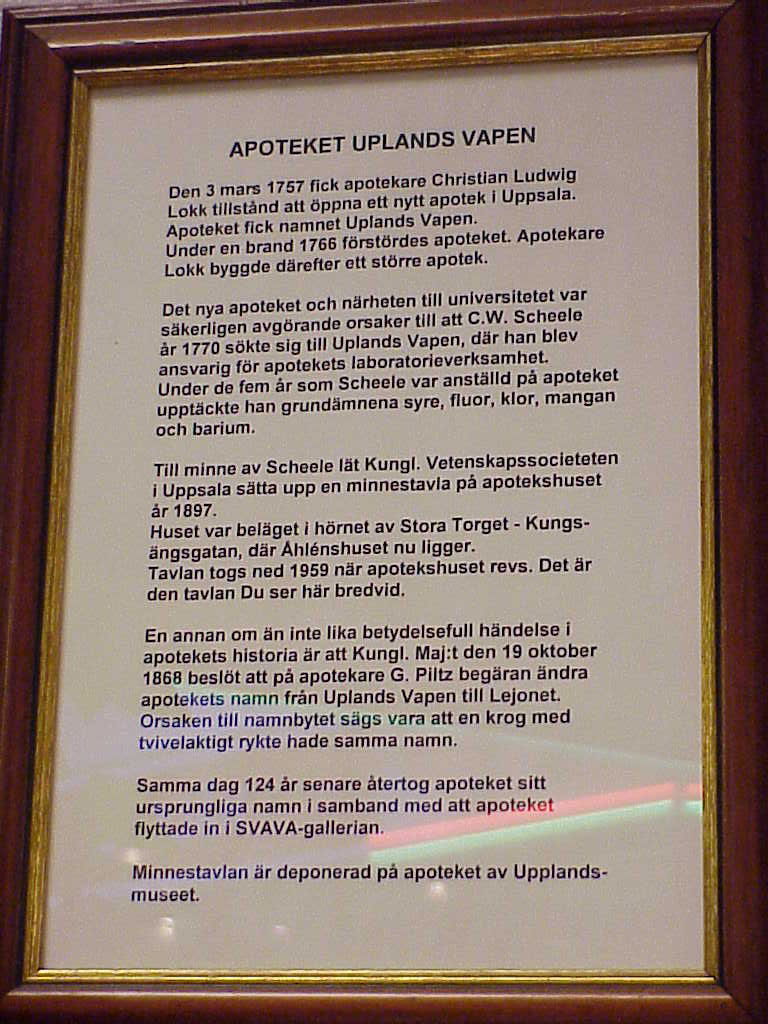 APOTEKET UPLANDS VAPEN
Den 3 mars 1757 fick apotekare Christian Ludwig
Lokk tillstånd att öppna ett nytt apotek i Uppsala.
Apoteket fick namnet Uplands Vapen.
Under en brand 1766 förstördes apoteket. Apotekare
Lokk byggde därefter ett större apotek.
Det nya apoteket och närheten till universitetet var
säkerligen avgörande orsaker till att C.W. Scheele
år 1770 sökte sig till Uplands Vapen, där han blev
ansvarig för apotekets laboratorieverksamhet.
Under de fem år som Scheele var anställd på apoteket
upptäckte han grundämnena syre, fluor, klor, mangan
och barium.
Till minne av Scheele lät Kungl. Vetenskapssocieteten
i Uppsala sätta upp en minnestavla på apotekshuset
år 1897.
Huset var beläget i hörnet av Stora Torget - Kungs-
ängsgatan, där Åhlénshuset nu ligger.
Tavlan togs ned 1959 när apotekshuset revs. Det är
den tavlan Du ser här bredvid.
En annan om än inte lika betydelsefull händelse i
apotekets historia är att Kungl. Maj:t den 19 oktober
1868 beslöt att på apotekare G. Piltz begäran ändra
apotekets namn från Uplands Vapen till Lejonet.
Orsaken till namnbytet sägs vara att en krog med
tvivelaktigt rykte hade samma namn.
Samma dag 124 år senare återtog apoteket sitt
ursprungliga namn i samband med att apoteket
flyttade in i SVAVA-gallerian.
Minnestavlan är deponerad på apoteket av Upplands-
museet.